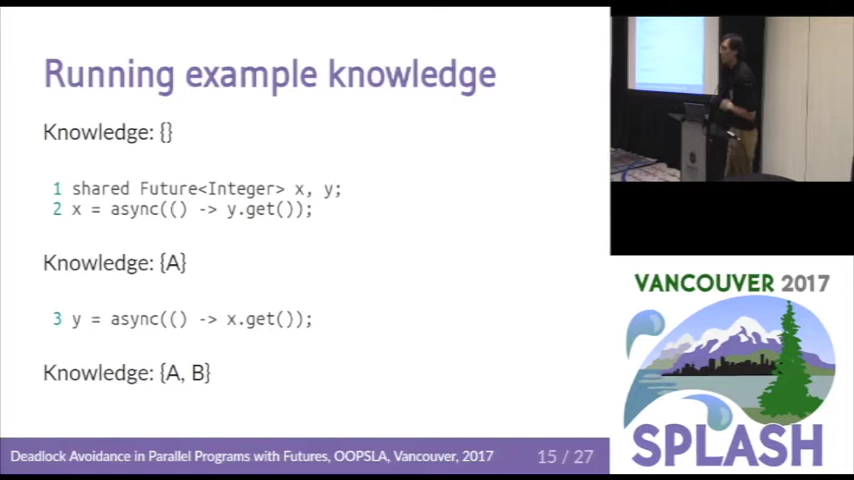 Running example knowledge
Knowledge: {}
1 shared Future<Integer> x, y;
2 x = async(() -> y.get());
Knowledge: {A}
3 y = async(() -> x.get());
Knowledge: {A, B}
Deadlock Avoidance in Parallel Programs with Futures, OOPSLA, Vancouver, 2017 15 / 27
VANCOUVER 2017
SPLASH